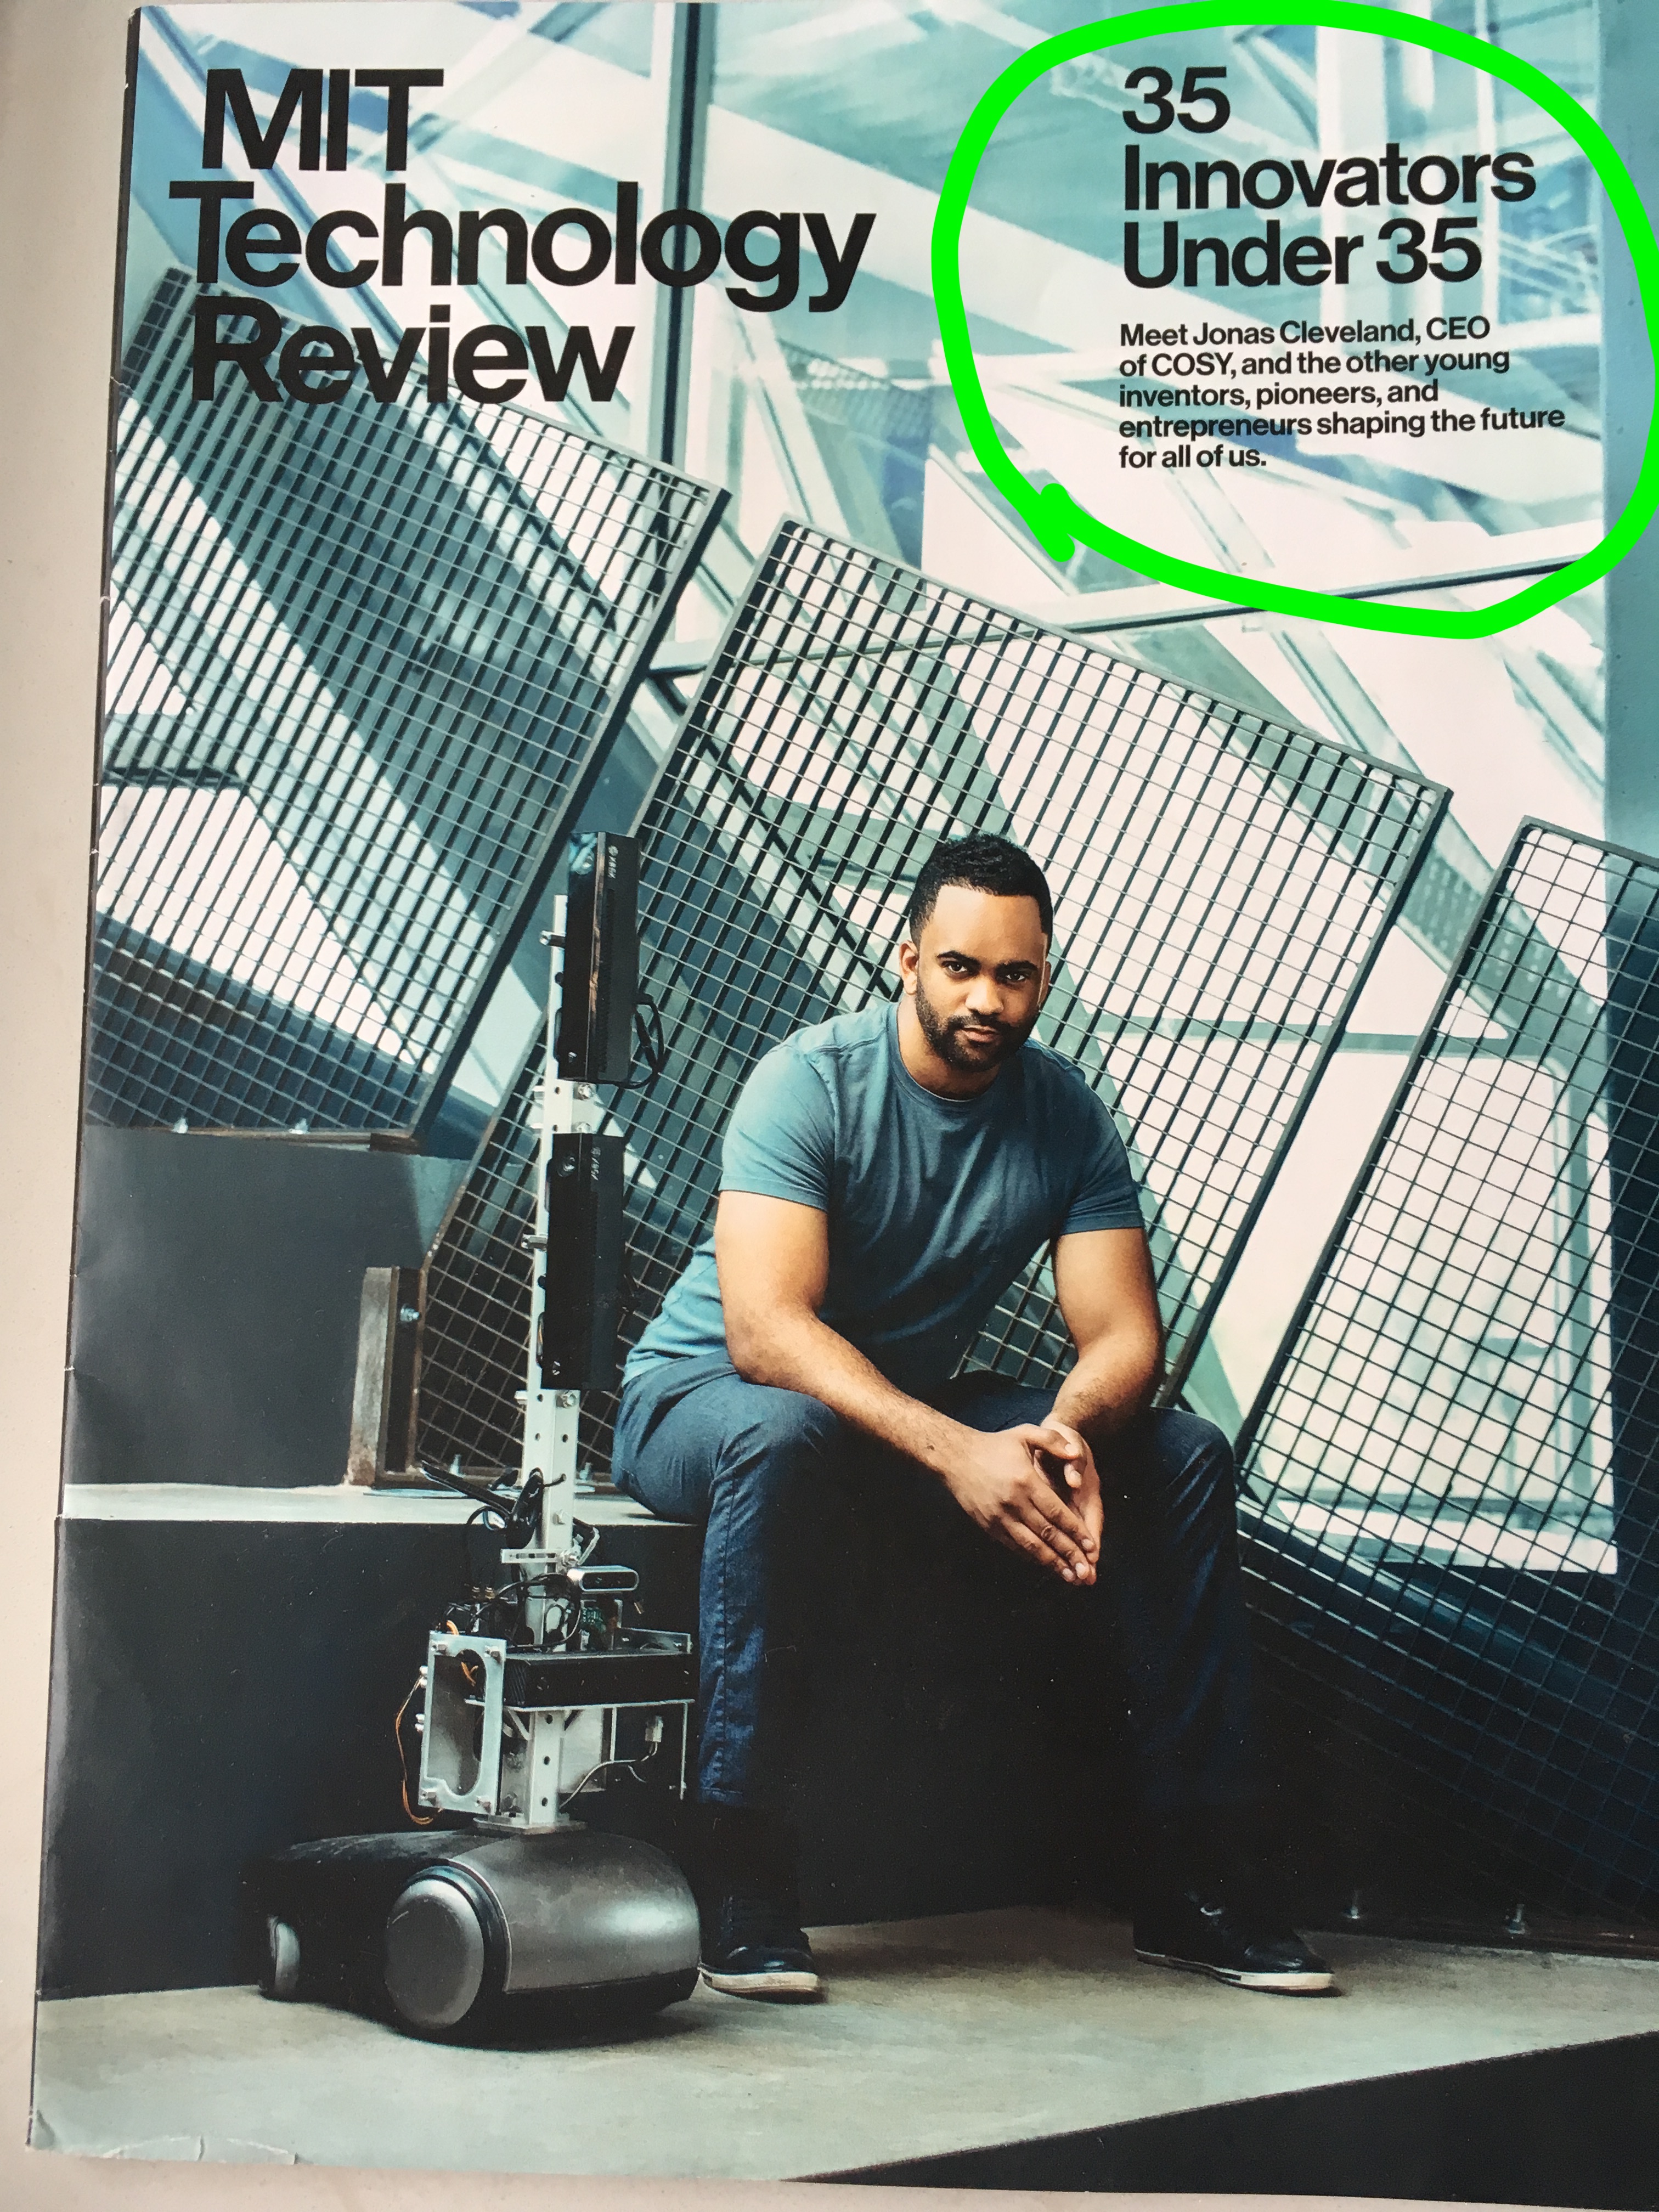 MIT
Technology
Review
35
Innovators
Under 35
Meet Jonas Cleveland, CEO
of COSY, and the other young
inventors, pioneers, and
entrepreneurs shaping the future
for all of us.
XBOX